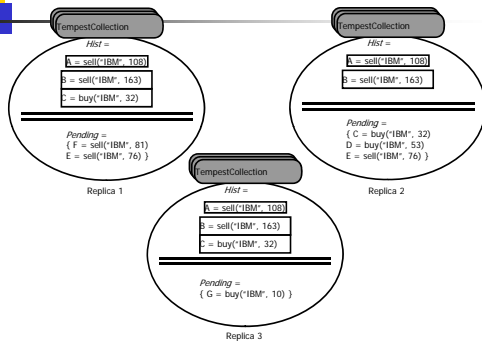 TempestCollection
Hist =
A = sell("IBM", 108)
B = sell("IBM", 163)
C = buy("IBM", 32)
Pending =
{ F = sell("IBM", 81)
E = sell("IBM", 76) }
Replica 1
TempestCollection
Hist =
A = sell("IBM", 108)
B = sell("IBM", 163)
Pending =
{ C = buy("IBM", 32)
D = buy("IBM", 53)
E = sell("IBM", 76) }
Replica 2
TempestCollection
Hist =
A = sell("IBM", 108)
B = sell("IBM", 163)
C = buy("IBM", 32)
Pending =
{ G = buy("IBM", 10) }
Replica 3